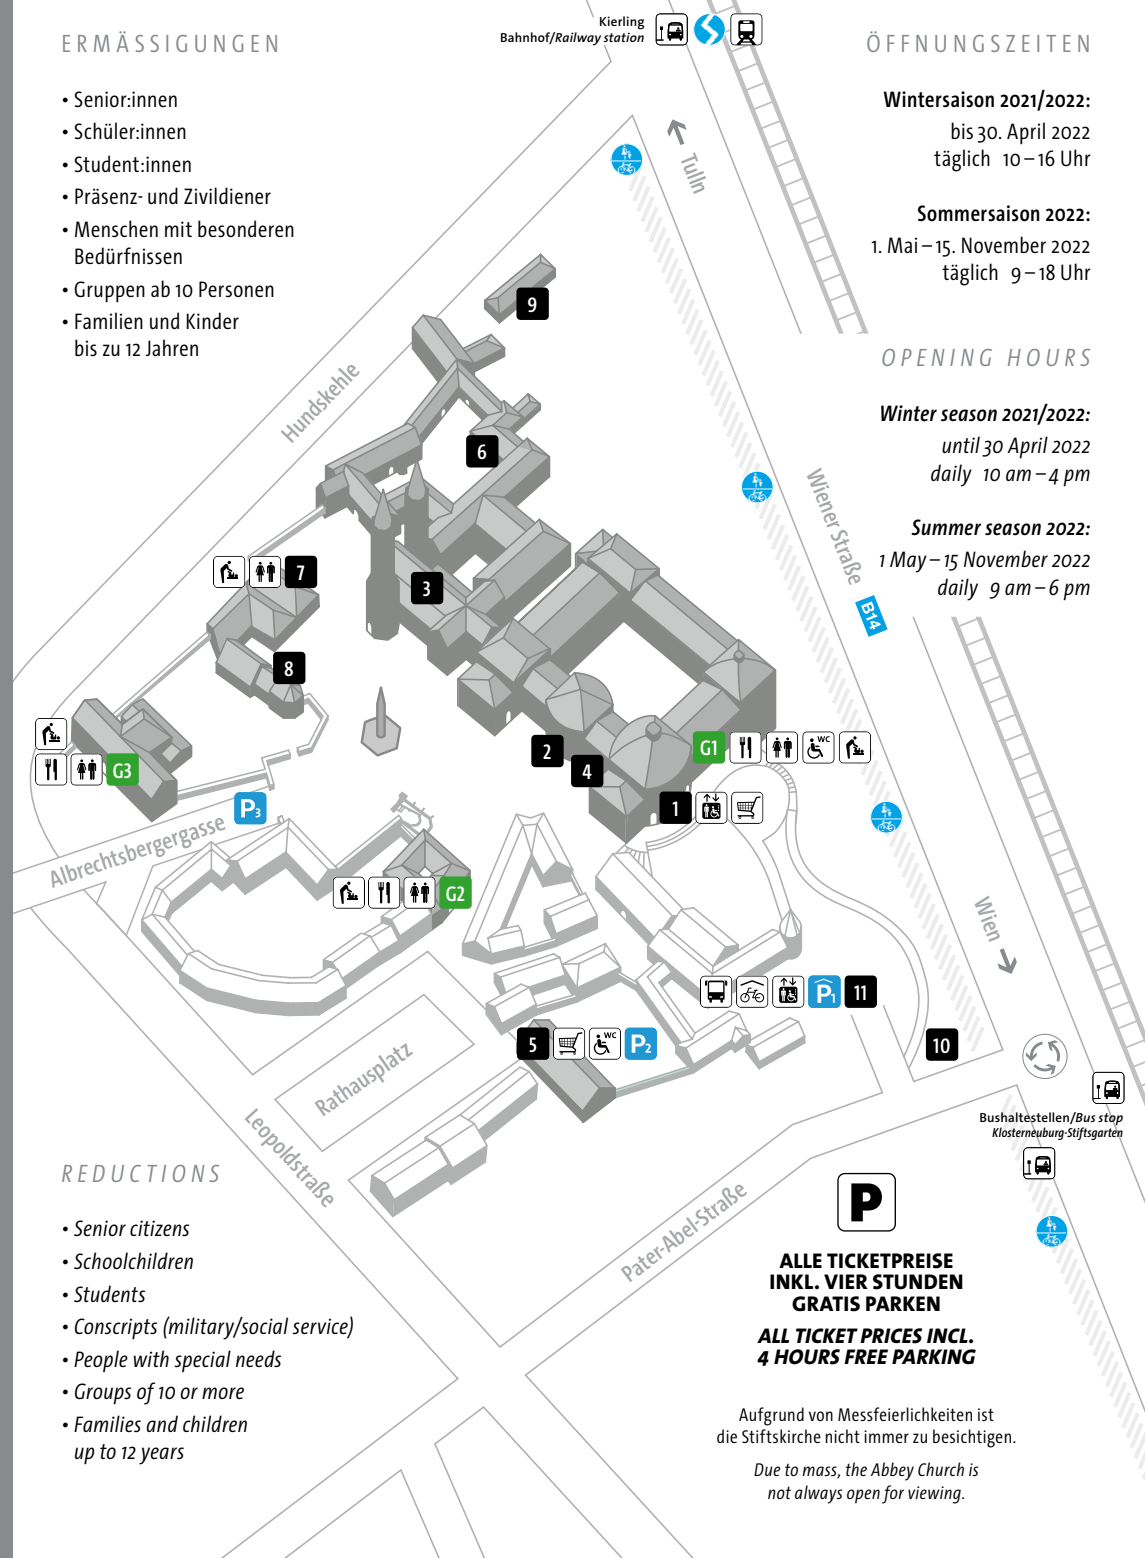 ERMÄSSIGUNGEN
• Senior:innen
• Schüler:innen
• Student:innen
• Präsenz- und Zivildiener
• Menschen mit besonderen
Bedürfnissen
• Gruppen ab 10 Personen
• Familien und Kinder
bis zu 12 Jahren
Kierling
Bahnhof/Railway station
ÖFFNUNGSZEITEN
Wintersaison 2021/2022:
bis 30. April 2022
täglich 10 – 16 Uhr
Sommersaison 2022:
1. Mai – 15. November 2022
täglich 9 – 18 Uhr
OPENING HOURS
Winter season 2021/2022:
until 30 April 2022
daily 10 am – 4 pm
Summer season 2022:
1 May – 15 November 2022
daily 9 am – 6 pm
Tulln
9
Hundskehle
6
Wiener Straße
B14
7
3
8
2
G1
WC
4
G3
1
P3
Albrechtsbergergasse
G2
Wien
P1
11
5
WC
P2
10
Rathausplatz
Leopoldstraße
Bushaltestellen/Bus stop
Klosterneuburg-Stiftsgarten
Pater-Abel-Straße
REDUCTIONS
• Senior citizens
• Schoolchildren
• Students
• Conscripts (military/social service)
• People with special needs
• Groups of 10 or more
• Families and children
up to 12 years
P
ALLE TICKETPREISE
INKL. VIER STUNDEN
GRATIS PARKEN
ALL TICKET PRICES INCL.
4 HOURS FREE PARKING
Aufgrund von Messfeierlichkeiten ist
die Stiftskirche nicht immer zu besichtigen.
Due to mass, the Abbey Church is
not always open for viewing.